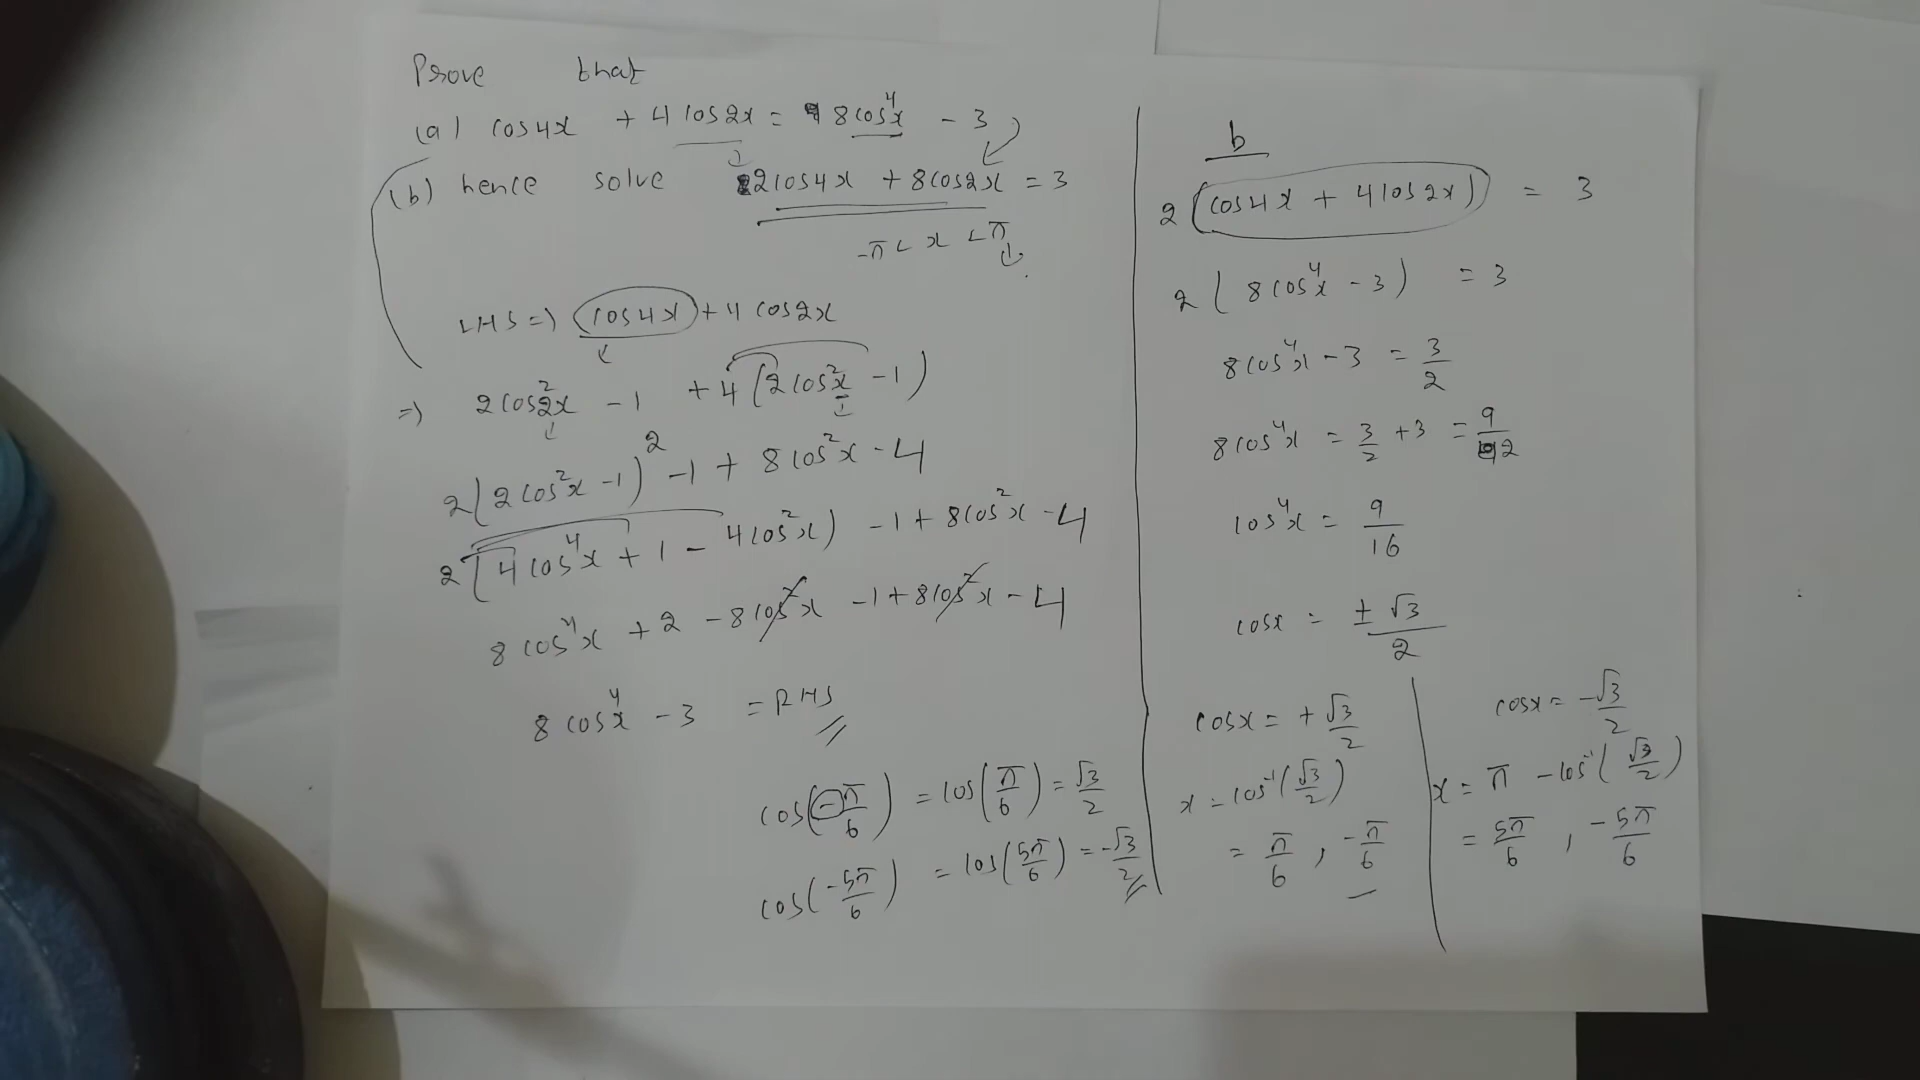 Prove that
(a) cos4x + 4cos2x = 8cos⁴x - 3
(b) hence solve 2cos4x + 8cos2x = 3
-π < x < π
LHS => cos4x + 4cos2x
=> 2cos²2x - 1 + 4(2cos²x - 1)
2(2cos²x - 1)² - 1 + 8cos²x - 4
2(4cos⁴x + 1 - 4cos²x) - 1 + 8cos²x - 4
8cos⁴x + 2 - 8cos²x - 1 + 8cos²x - 4
8cos⁴x - 3 = RHS
cos(-π/6) = cos(π/6) = √3/2
cos(-5π/6) = cos(5π/6) = -√3/2
b
2(cos4x + 4cos2x) = 3
2(8cos⁴x - 3) = 3
8cos⁴x - 3 = 3/2
8cos⁴x = 3/2 + 3 = 9/2
cos⁴x = 9/16
cosx = ±√3/2
cosx = +√3/2
x = cos⁻¹(√3/2)
= π/6 , -π/6
cosx = -√3/2
x = π - cos⁻¹(√3/2)
= 5π/6 , -5π/6